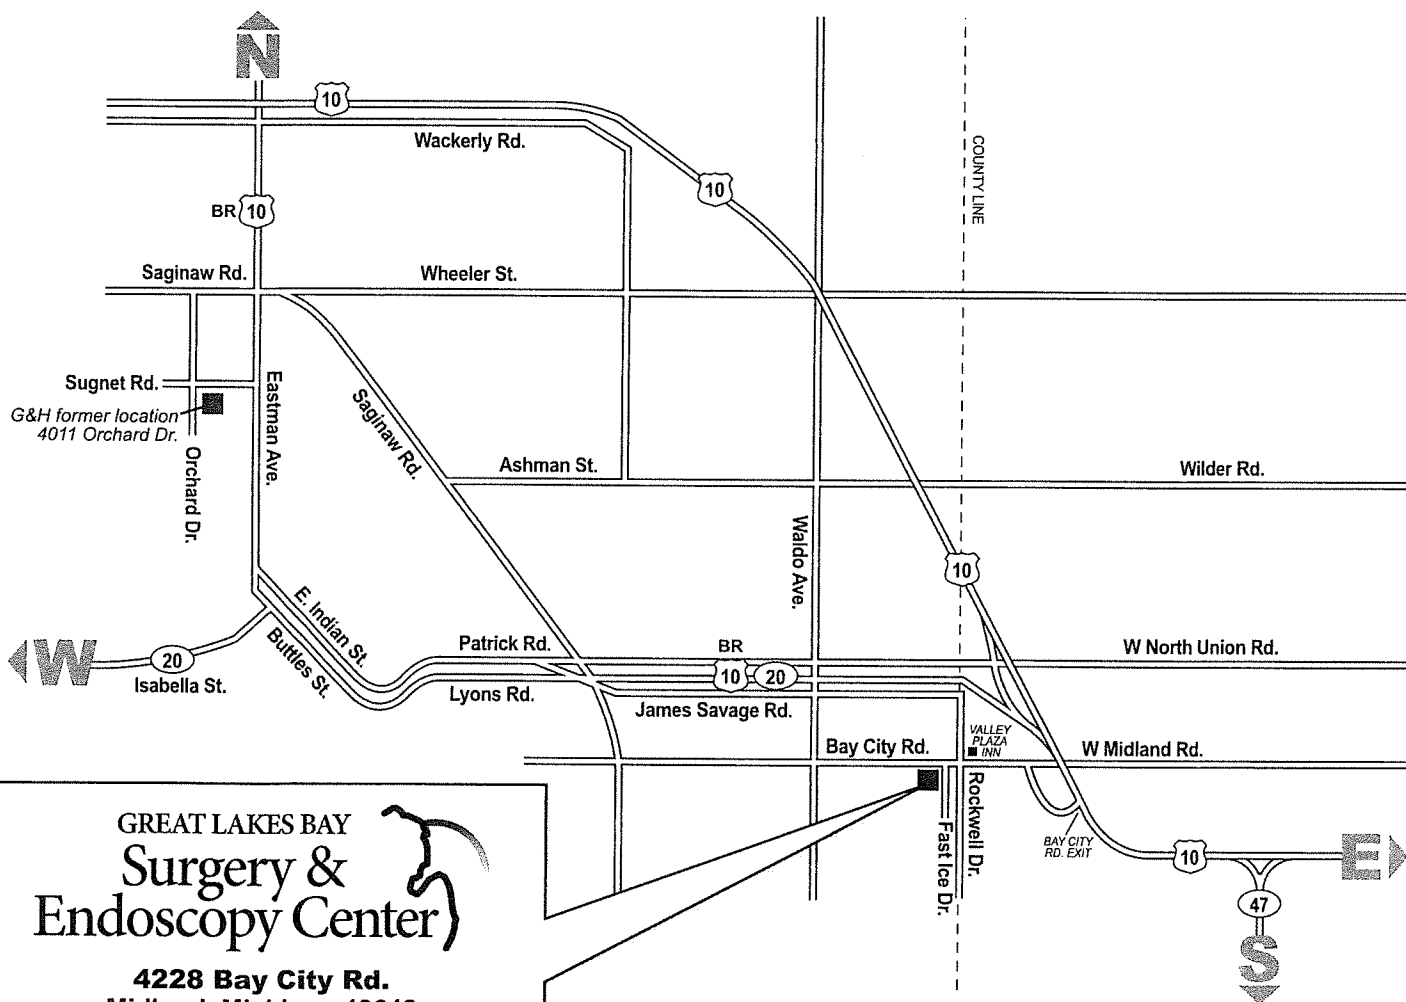 N
10
Wackerly Rd.
10
COUNTY LINE
BR 10
Saginaw Rd.
Wheeler St.
Sugnet Rd.
G&H former location
4011 Orchard Dr.
Orchard Dr.
Eastman Ave.
Saginaw Rd.
Ashman St.
Wilder Rd.
Waldo Ave.
10
E. Indian St.
Buttles St.
W
20
Isabella St.
Patrick Rd.
Lyons Rd.
BR
10
20
James Savage Rd.
W North Union Rd.
Bay City Rd.
VALLEY
PLAZA
INN
W Midland Rd.
Fast Ice Dr.
Rockwell Dr.
BAY CITY
RD. EXIT
10
E
47
S
GREAT LAKES BAY
Surgery &
Endoscopy Center
4228 Bay City Rd.